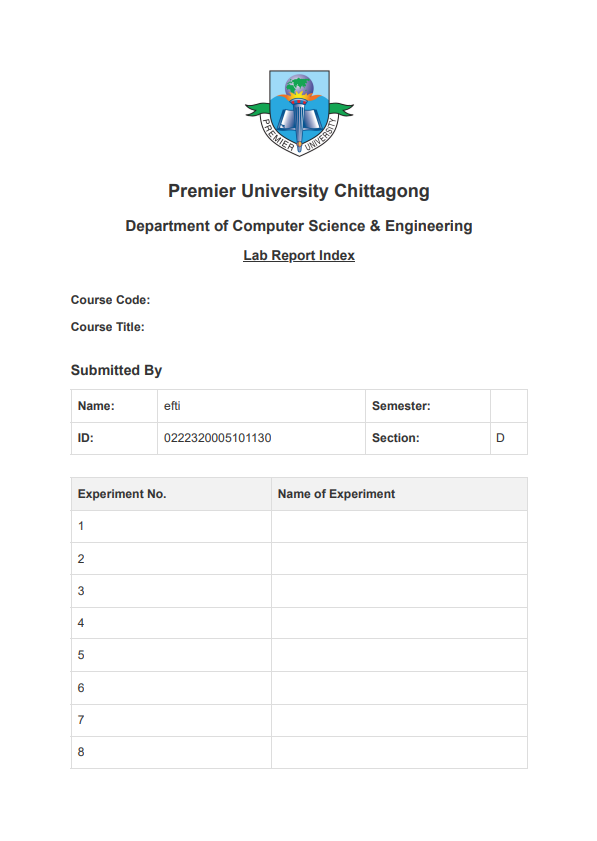 PREMIER UNIVERSITY
Premier University Chittagong
Department of Computer Science & Engineering
Lab Report Index
Course Code:
Course Title:
Submitted By
Name: efti Semester:
ID: 0222320005101130 Section: D
Experiment No. Name of Experiment
1
2
3
4
5
6
7
8